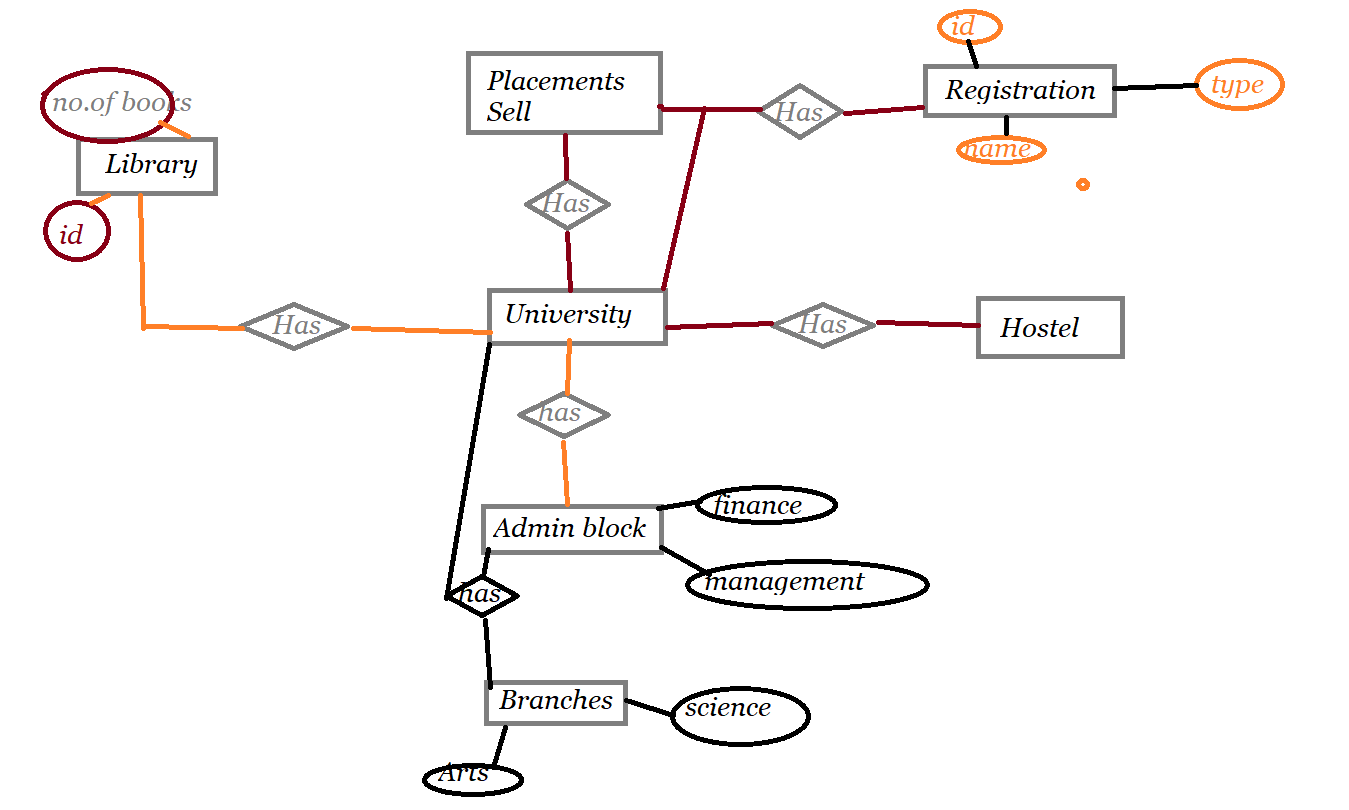 id
Placements
Sell
Registration
type
no.of books
Has
name
Library
Has
id
University
Has
Has
Hostel
has
finance
Admin block
management
has
Branches
science
Arts